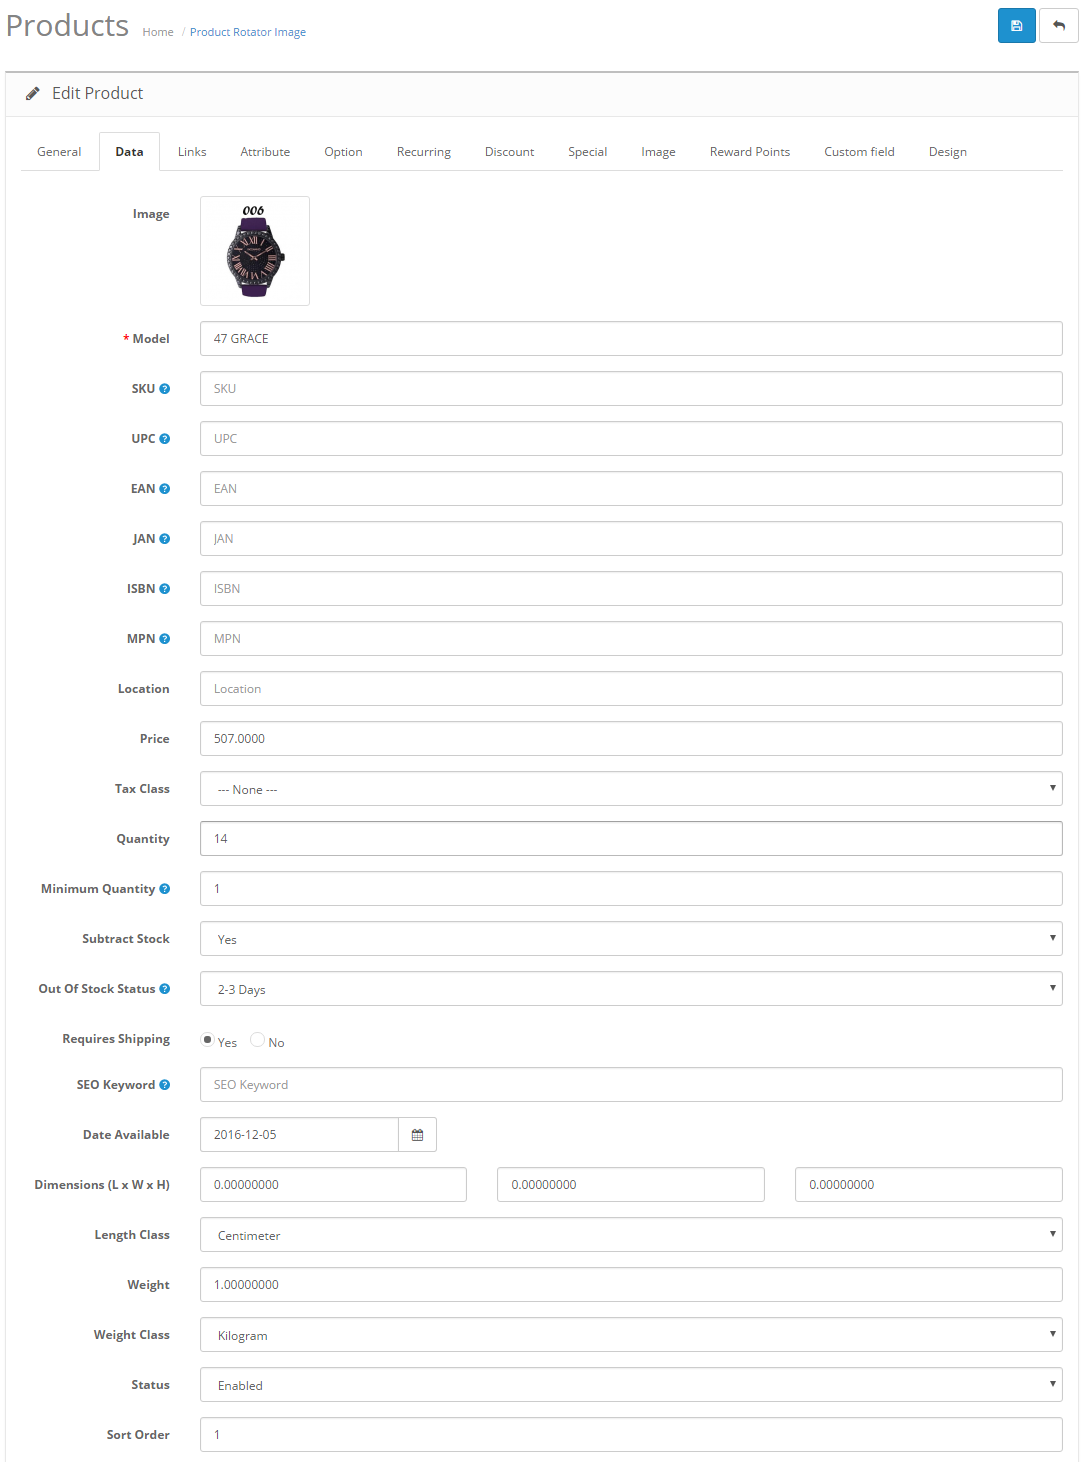 Products Home / Product Rotator Image
Edit Product
General Data Links Attribute Option Recurring Discount Special Image Reward Points Custom field Design
Image
006
* Model 47 GRACE
SKU SKU
UPC UPC
EAN EAN
JAN JAN
ISBN ISBN
MPN MPN
Location Location
Price 507.0000
Tax Class --- None ---
Quantity 14
Minimum Quantity 1
Subtract Stock Yes
Out Of Stock Status 2-3 Days
Requires Shipping Yes No
SEO Keyword SEO Keyword
Date Available 2016-12-05
Dimensions (L x W x H) 0.00000000 0.00000000 0.00000000
Length Class Centimeter
Weight 1.00000000
Weight Class Kilogram
Status Enabled
Sort Order 1